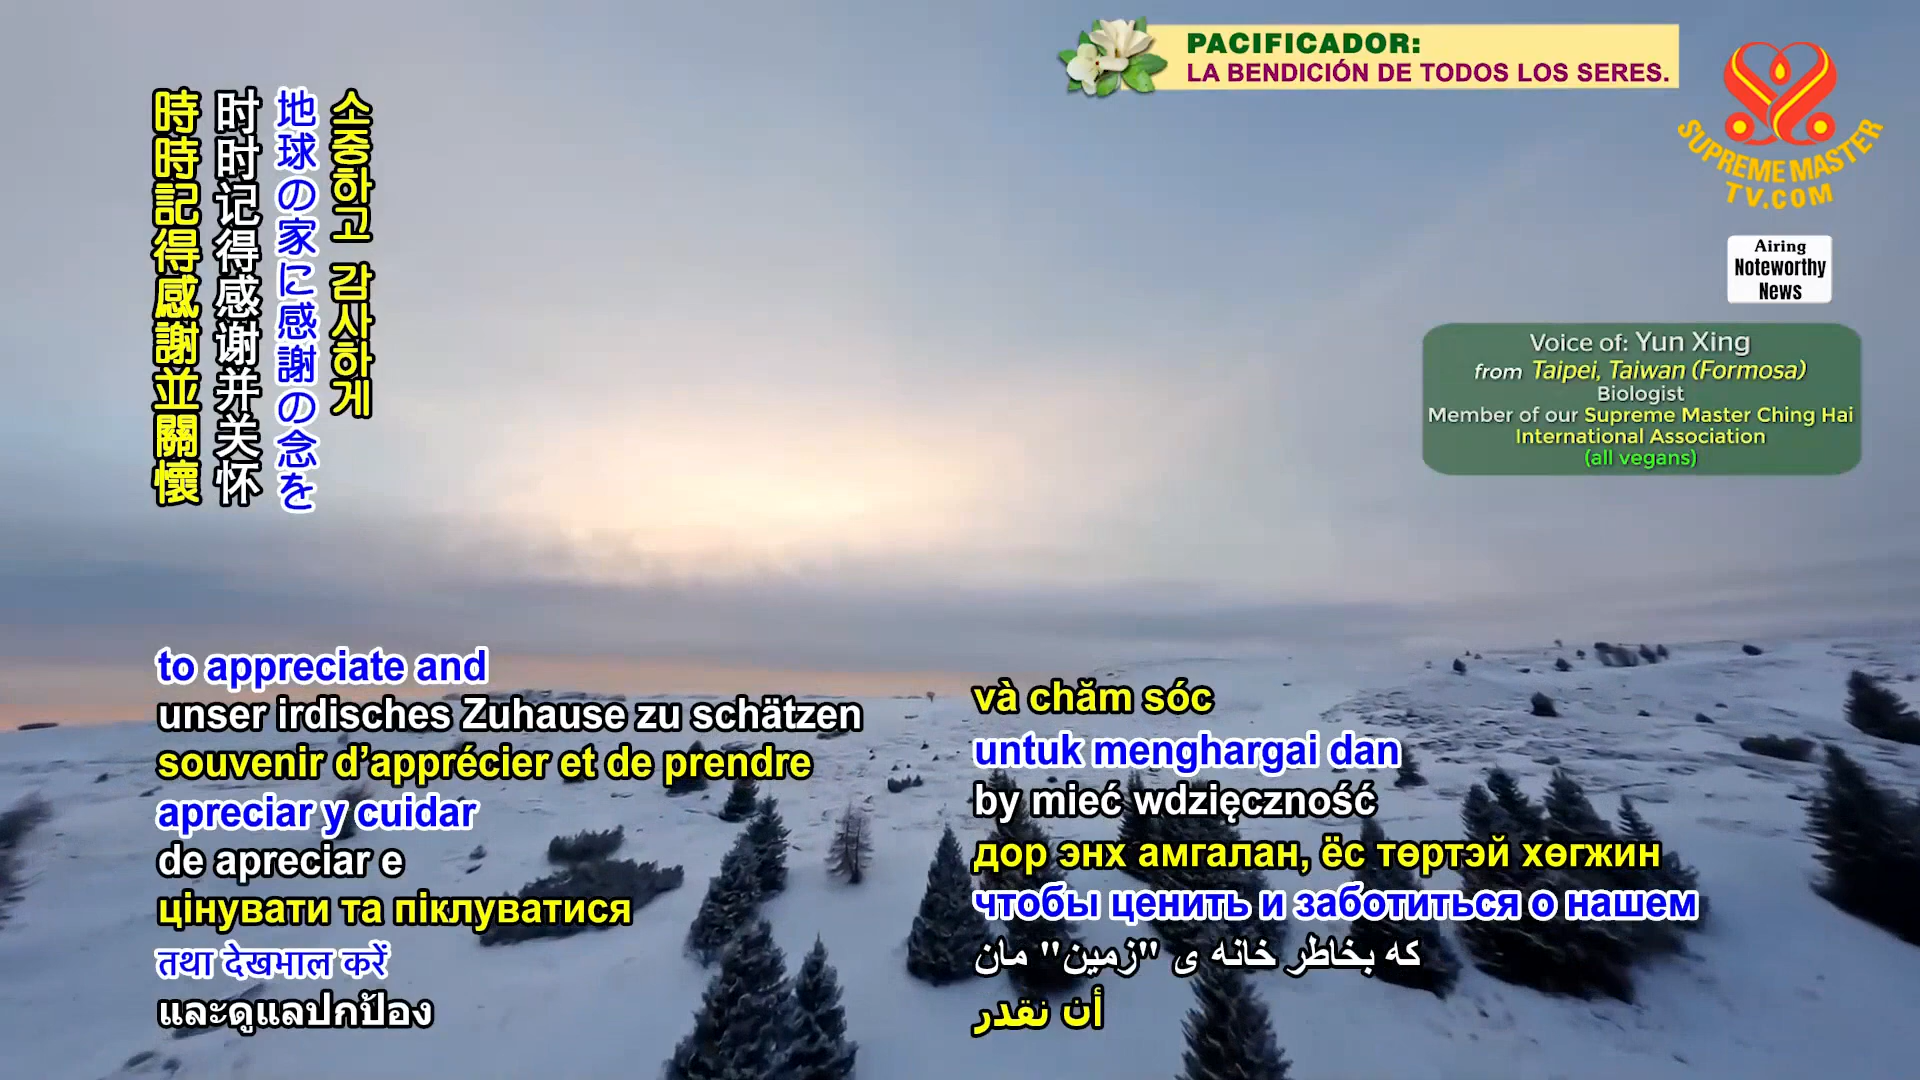 PACIFICADOR:
LA BENDICIÓN DE TODOS LOS SERES.
SUPREME MASTER
TV.COM
Airing
Noteworthy
News
Voice of: Yun Xing
from Taipei, Taiwan (Formosa)
Biologist
Member of our Supreme Master Ching Hai
International Association
(all vegans)
소중하고 감사하게
地球の家に感謝の念を
时时记得感谢并关怀
時時記得感謝並關懷
to appreciate and
unser irdisches Zuhause zu schätzen
souvenir d’apprécier et de prendre
apreciar y cuidar
de apreciar e
цінувати та піклуватися
तथा देखभाल करें
และดูแลปกป้อง
và chăm sóc
untuk menghargai dan
by mieć wdzięczność
дор энх амгалан, ёс төртэй хөгжин
чтобы ценить и заботиться о нашем
که بخاطر خانه ی "زمین" مان
أن نقدر